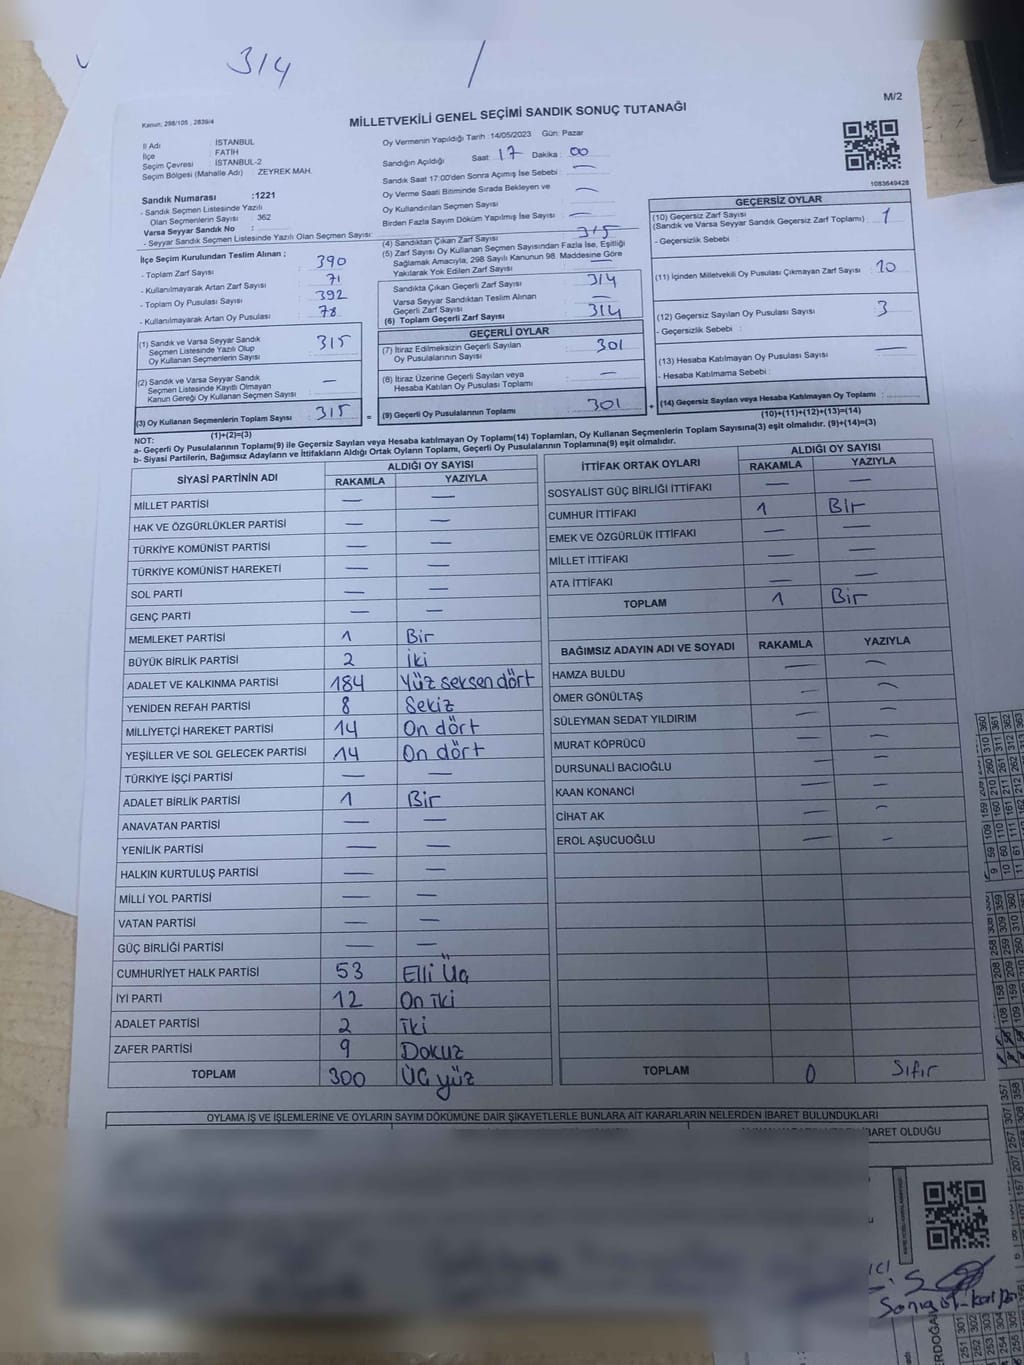 314 /
Kanun, 298/105 , 2839/4
MİLLETVEKİLİ GENEL SEÇİMİ SANDIK SONUÇ TUTANAĞI
M/2
İl Adı : İSTANBUL
İlçe : FATİH
Seçim Çevresi : İSTANBUL-2
Seçim Bölgesi (Mahalle Adı) : ZEYREK MAH.
Oy Vermenin Yapıldığı Tarih :14/05/2023 Gün: Pazar
Sandığın Açıldığı Saat : 17 Dakika : 00
Sandık Saat 17:00'den Sonra Açımış İse Sebebi : —
Oy Verme Saati Bitiminde Sırada Bekleyen ve
Oy Kullandırılan Seçmen Sayısı : —
Birden Fazla Sayım Döküm Yapılmış İse Sayısı : —
1083649428
Sandık Numarası :1221
- Sandık Seçmen Listesinde Yazılı
Olan Seçmenlerin Sayısı : 362
Varsa Seyyar Sandık No :
- Seyyar Sandık Seçmen Listesinde Yazılı Olan Seçmen Sayısı:
İlçe Seçim Kurulundan Teslim Alınan ;
- Toplam Zarf Sayısı : 390
- Kullanılmayarak Artan Zarf Sayısı : 71
- Toplam Oy Pusulası Sayısı : 392
- Kullanılmayarak Artan Oy Pusulası : 78
(4) Sandıktan Çıkan Zarf Sayısı : 315
(5) Zarf Sayısı Oy Kullanan Seçmen Sayısından Fazla İse, Eşitliği
Sağlamak Amacıyla, 298 Sayılı Kanunun 98. Maddesine Göre
Yakılarak Yok Edilen Zarf Sayısı : —
Sandıkta Çıkan Geçerli Zarf Sayısı : 314
Varsa Seyyar Sandıktan Teslim Alınan
Geçerli Zarf Sayısı : —
(6) Toplam Geçerli Zarf Sayısı : 314
GEÇERSİZ OYLAR
(10) Geçersiz Zarf Sayısı
(Sandık ve Varsa Seyyar Sandık Geçersiz Zarf Toplamı) : 1
- Geçersizlik Sebebi :
(11) İçinden Milletvekili Oy Pusulası Çıkmayan Zarf Sayısı : 10
(12) Geçersiz Sayılan Oy Pusulası Sayısı : 3
- Geçersizlik Sebebi :
(13) Hesaba Katılmayan Oy Pusulası Sayısı : —
- Hesaba Katılmama Sebebi :
(14) Geçersiz Sayılan veya Hesaba Katılmayan Oy Toplamı :
(10)+(11)+(12)+(13)=(14)
(1) Sandık ve Varsa Seyyar Sandık
Seçmen Listesinde Yazılı Olup
Oy Kullanan Seçmenlerin Sayısı : 315
(2) Sandık ve Varsa Seyyar Sandık
Seçmen Listesinde Kayıtlı Olmayan
Kanun Gereği Oy Kullanan Seçmen Sayısı : —
(3) Oy Kullanan Seçmenlerin Toplam Sayısı : 315 =
(1)+(2)=(3)
GEÇERLİ OYLAR
(7) İtiraz Edilmeksizin Geçerli Sayılan
Oy Pusulalarının Sayısı : 301
(8) İtiraz Üzerine Geçerli Sayılan veya
Hesaba Katılan Oy Pusulası Toplamı : —
(9) Geçerli Oy Pusulalarının Toplamı : 301 +
NOT:
a- Geçerli Oy Pusulalarının Toplamı(9) ile Geçersiz Sayılan veya Hesaba katılmayan Oy Toplamı(14) Toplamları, Oy Kullanan Seçmenlerin Toplam Sayısına(3) eşit olmalıdır. (9)+(14)=(3)
b- Siyasi Partilerin, Bağımsız Adayların ve İttifakların Aldığı Ortak Oyların Toplamı, Geçerli Oy Pusulalarının Toplamına(9) eşit olmalıdır.
SİYASİ PARTİNİN ADI
ALDIĞI OY SAYISI
RAKAMLA YAZIYLA
MİLLET PARTİSİ — —
HAK VE ÖZGÜRLÜKLER PARTİSİ — —
TÜRKİYE KOMÜNİST PARTİSİ — —
TÜRKİYE KOMÜNİST HAREKETİ — —
SOL PARTİ — —
GENÇ PARTİ — —
MEMLEKET PARTİSİ 1 Bir
BÜYÜK BİRLİK PARTİSİ 2 iki
ADALET VE KALKINMA PARTİSİ 184 Yüz seksen dört
YENİDEN REFAH PARTİSİ 8 Sekiz
MİLLİYETÇİ HAREKET PARTİSİ 14 On dört
YEŞİLLER VE SOL GELECEK PARTİSİ 14 On dört
TÜRKİYE İŞÇİ PARTİSİ — —
ADALET BİRLİK PARTİSİ 1 Bir
ANAVATAN PARTİSİ — —
YENİLİK PARTİSİ — —
HALKIN KURTULUŞ PARTİSİ — —
MİLLİ YOL PARTİSİ — —
VATAN PARTİSİ — —
GÜÇ BİRLİĞİ PARTİSİ — —
CUMHURİYET HALK PARTİSİ 53 Elli Üç
İYİ PARTİ 12 On iki
ADALET PARTİSİ 2 iki
ZAFER PARTİSİ 9 Dokuz
TOPLAM 300 Üç yüz
İTTİFAK ORTAK OYLARI
ALDIĞI OY SAYISI
RAKAMLA YAZIYLA
SOSYALİST GÜÇ BİRLİĞİ İTTİFAKI — —
CUMHUR İTTİFAKI 1 Bir
EMEK VE ÖZGÜRLÜK İTTİFAKI — —
MİLLET İTTİFAKI — —
ATA İTTİFAKI — —
TOPLAM 1 Bir
BAĞIMSIZ ADAYIN ADI VE SOYADI RAKAMLA YAZIYLA
HAMZA BULDU — —
ÖMER GÖNÜLTAŞ — —
SÜLEYMAN SEDAT YILDIRIM — —
MURAT KÖPRÜCÜ — —
DURSUNALİ BACIOĞLU — —
KAAN KONANCİ — —
CİHAT AK — —
EROL AŞUCUOĞLU — —
TOPLAM 0 Sıfır
OYLAMA İŞ VE İŞLEMLERİNE VE OYLARIN SAYIM DÖKÜMÜNE DAİR ŞİKAYETLERLE BUNLARA AİT KARARLARIN NELERDEN İBARET BULUNDUKLARI
İBARET OLDUĞU